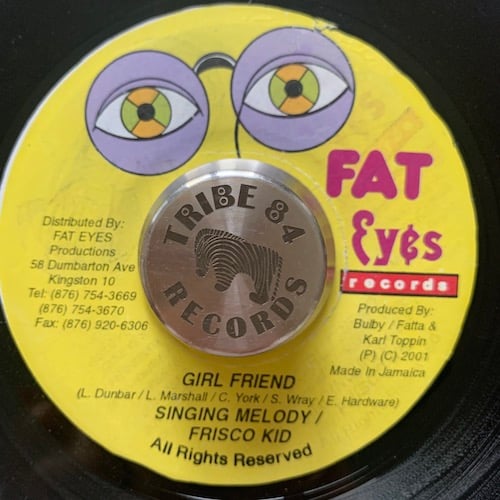 FAT
Eyes
records
TRIBE 84
RECORDS
Distributed By:
FAT EYES
Productions
58 Dumbarton Ave
Kingston 10
Tel: (876) 754-3669
(876) 754-3670
Fax: (876) 920-6306
Produced By:
Bulby / Fatta &
Karl Toppin
(P) (C) 2001
Made In Jamaica
GIRL FRIEND
(L. Dunbar / L. Marshall / C. York / S. Wray / E. Hardware)
SINGING MELODY /
FRISCO KID
All Rights Reserved